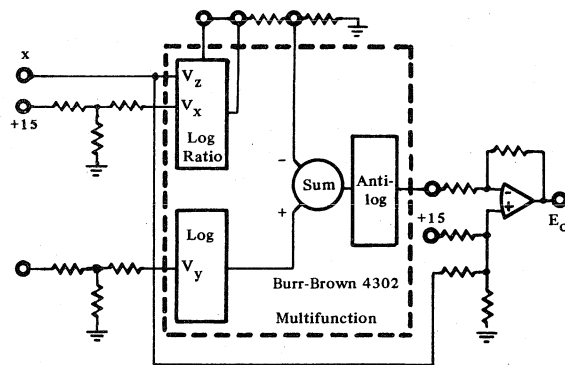 x
+15
V_z
V_x
Log
Ratio
-
Sum
+
Anti-
log
Log
V_y
Burr-Brown 4302
Multifunction
+15
-
+
E_o